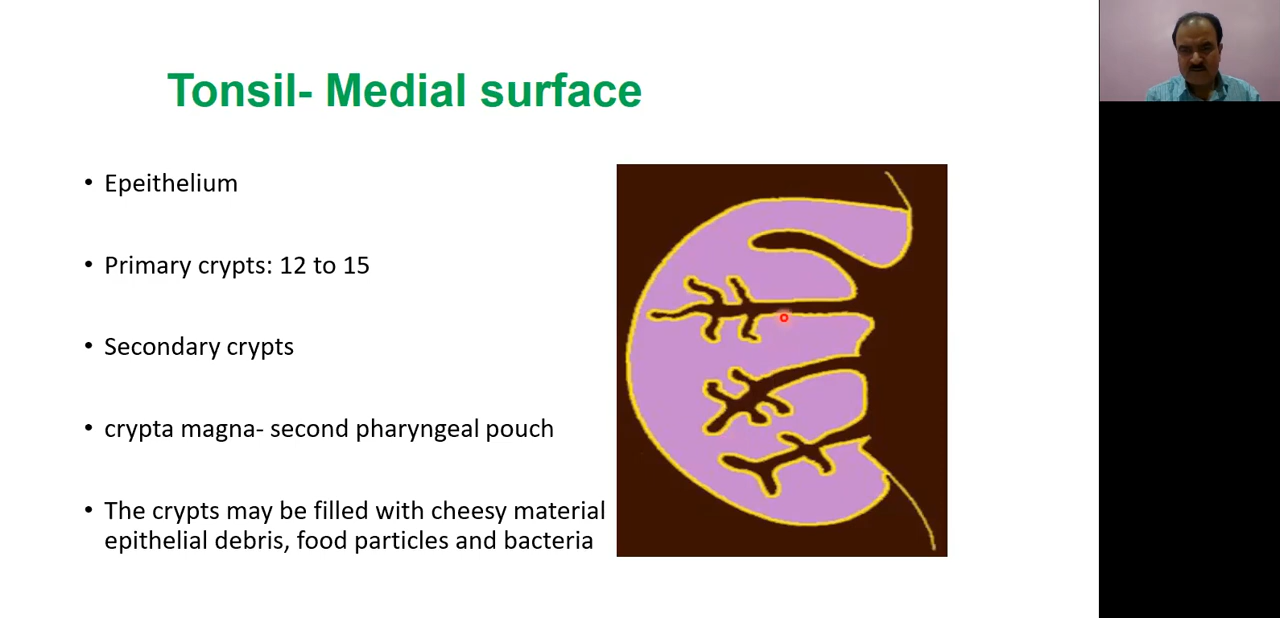 Tonsil- Medial surface
• Epeithelium
• Primary crypts: 12 to 15
• Secondary crypts
• crypta magna- second pharyngeal pouch
• The crypts may be filled with cheesy material
epithelial debris, food particles and bacteria